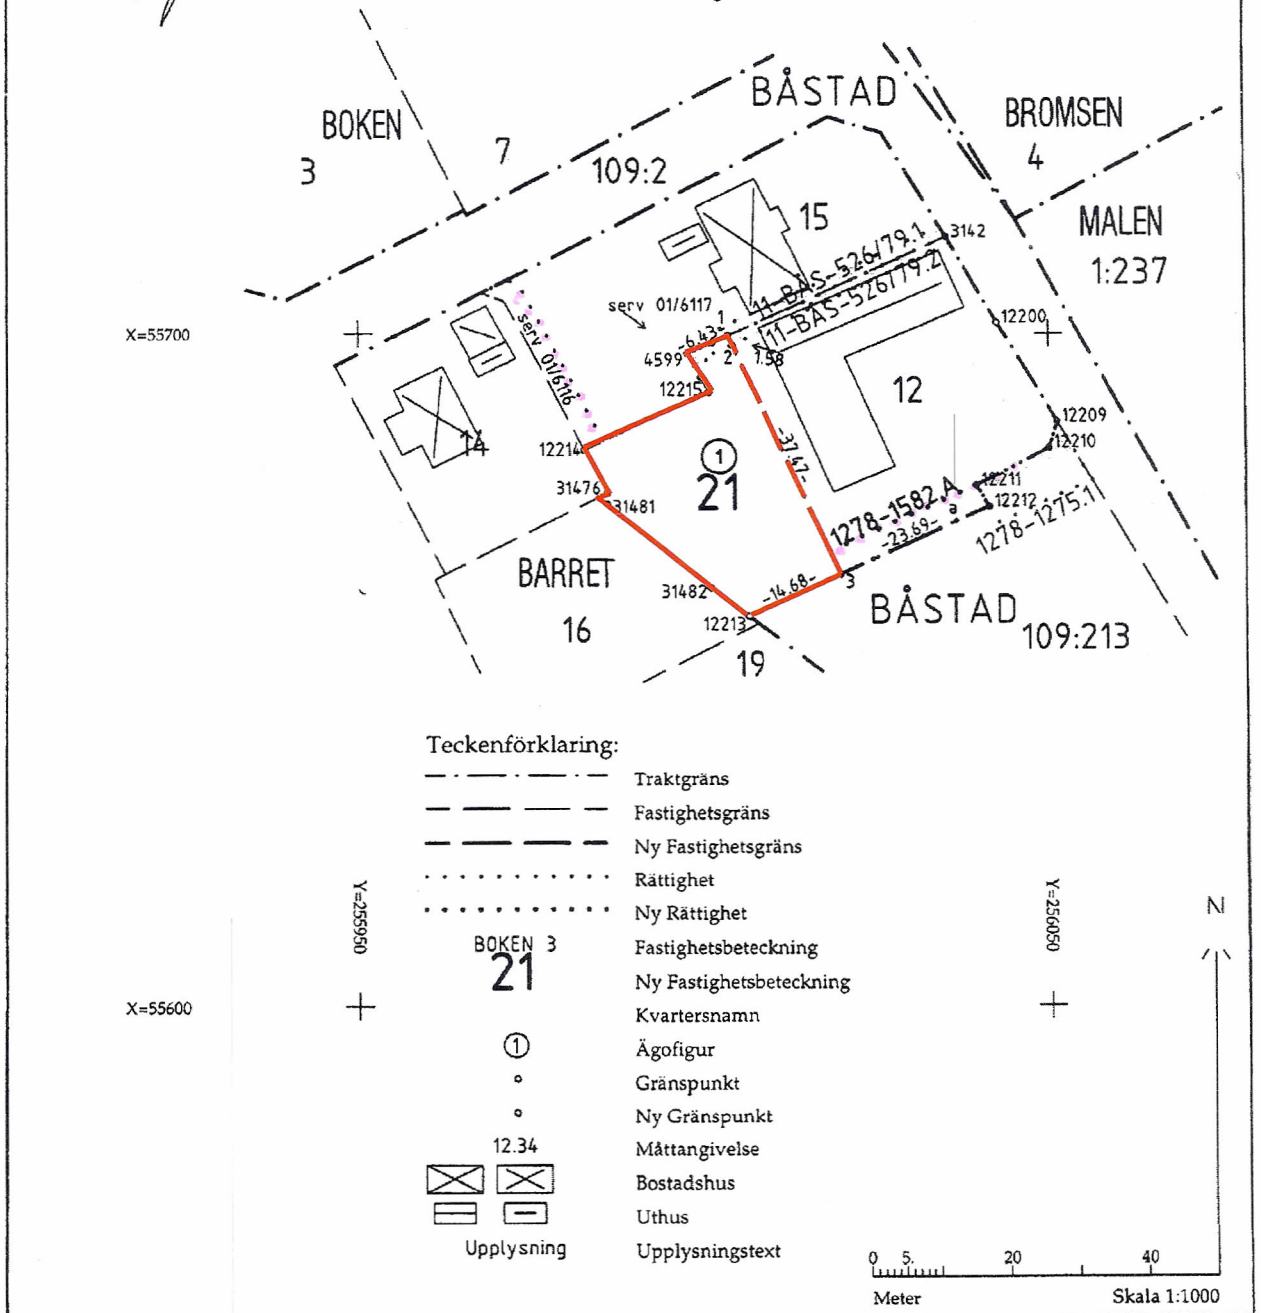 BÅSTAD
BOKEN
3
7
109:2
BROMSEN
4
MALEN
1:237
15
3142
11-BÅS-526/79.1
11-BÅS-526/79.2
serv 01/6117
serv 01/6116
X=55700
-6.43-
1
4599
2
1.58
12200
12215
12
14
12214
12209
12210
1
21
-37.47-
31476
31481
12211
12212
1278-1582.A
a
1278-1275.1
-23.69-
BARRET
16
31482
-14.68-
3
12213
19
BÅSTAD
109:213
Teckenförklaring:
Traktgräns
Fastighetsgräns
Ny Fastighetsgräns
Rättighet
Ny Rättighet
BOKEN 3 Fastighetsbeteckning
21 Ny Fastighetsbeteckning
Kvartersnamn
1 Ägofigur
Gränspunkt
Ny Gränspunkt
12.34 Måttangivelse
Bostadshus
Uthus
Upplysning Upplysningstext
Y=255950
Y=256050
N
X=55600
0 5. 20 40
Meter Skala 1:1000